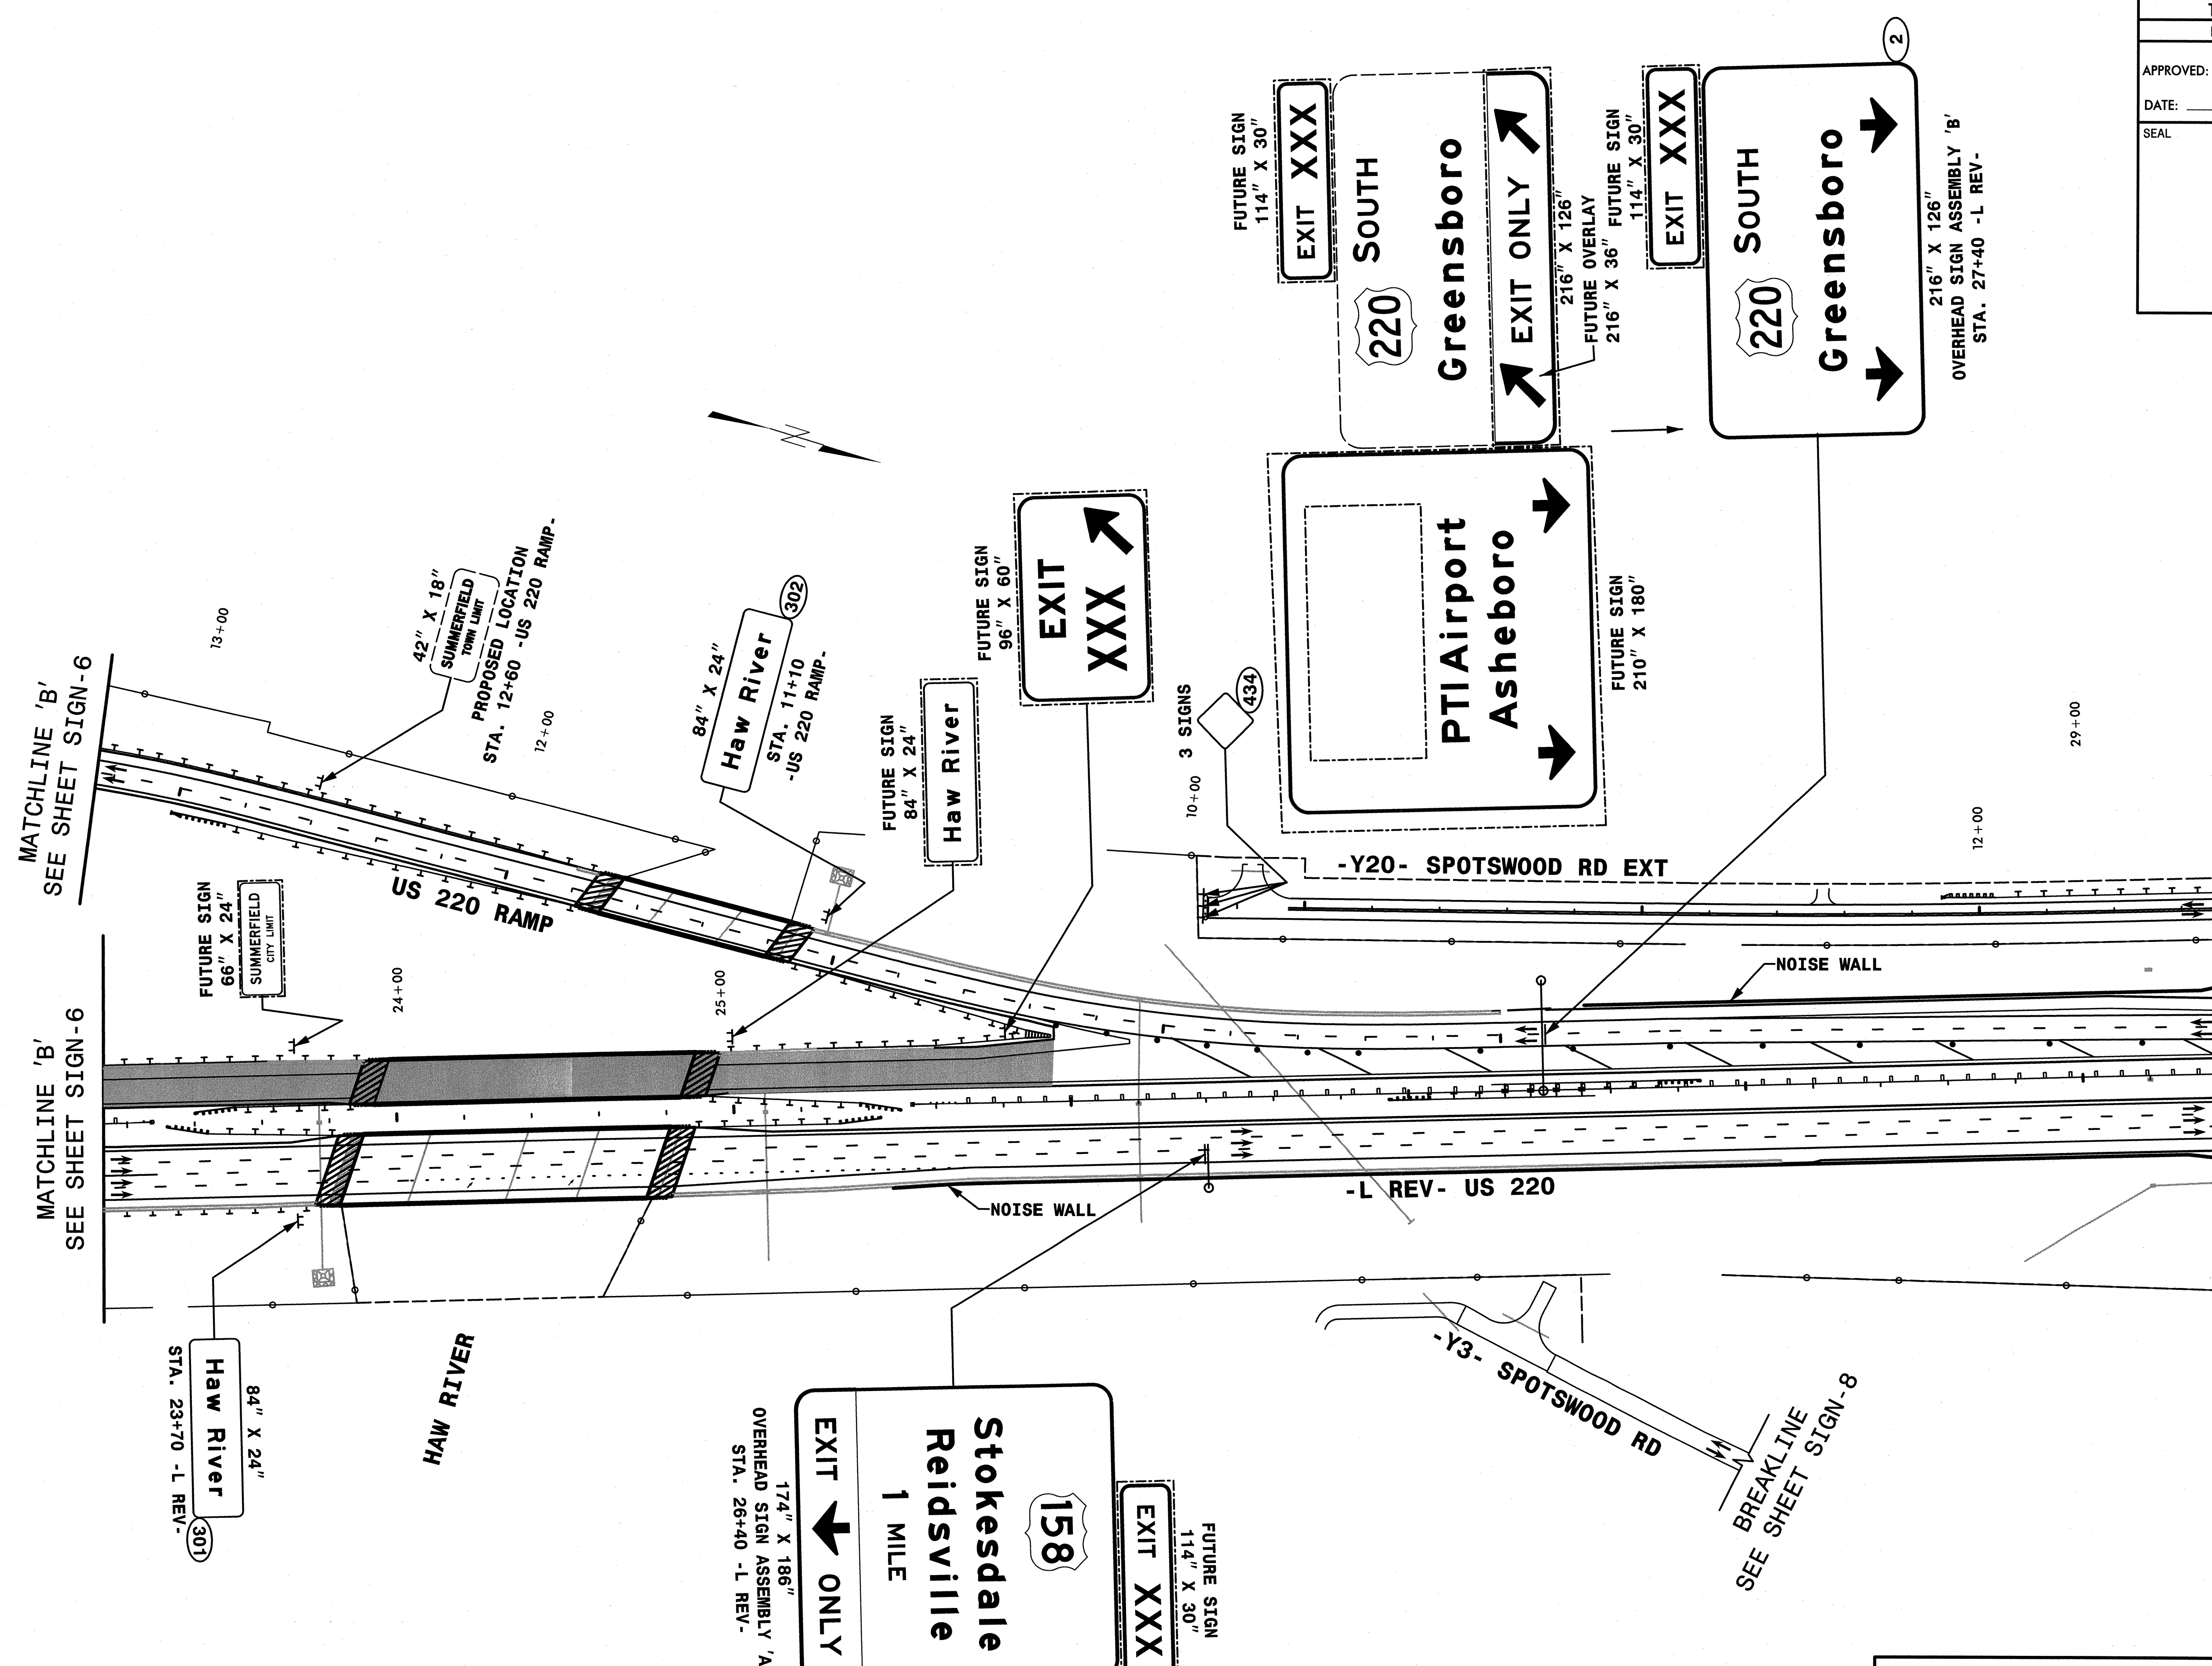 APPROVED:
DATE:
SEAL
FUTURE SIGN
114" X 30"
EXIT XXX
220 SOUTH
Greensboro
EXIT ONLY
216" X 126"
FUTURE OVERLAY
216" X 36"
FUTURE SIGN
114" X 30"
EXIT XXX
2
220 SOUTH
Greensboro
216" X 126"
OVERHEAD SIGN ASSEMBLY 'B'
STA. 27+40 -L REV-
PTI Airport
Asheboro
FUTURE SIGN
210" X 180"
FUTURE SIGN
96" X 60"
EXIT
XXX
3 SIGNS
434
FUTURE SIGN
84" X 24"
Haw River
84" X 24"
Haw River
302
STA. 11+10
-US 220 RAMP-
42" X 18"
SUMMERFIELD
TOWN LIMIT
PROPOSED LOCATION
STA. 12+60 -US 220 RAMP-
13+00
12+00
MATCHLINE 'B'
SEE SHEET SIGN-6
US 220 RAMP
FUTURE SIGN
66" X 24"
SUMMERFIELD
CITY LIMIT
24+00
25+00
10+00
12+00
29+00
-Y20- SPOTSWOOD RD EXT
NOISE WALL
MATCHLINE 'B'
SEE SHEET SIGN-6
NOISE WALL
-L REV- US 220
84" X 24"
Haw River
301
STA. 23+70 -L REV-
HAW RIVER
FUTURE SIGN
114" X 30"
EXIT XXX
158
Stokesdale
Reidsville
1 MILE
EXIT ONLY
174" X 186"
OVERHEAD SIGN ASSEMBLY 'A
STA. 26+40 -L REV-
-Y3- SPOTSWOOD RD
BREAKLINE
SEE SHEET SIGN-8